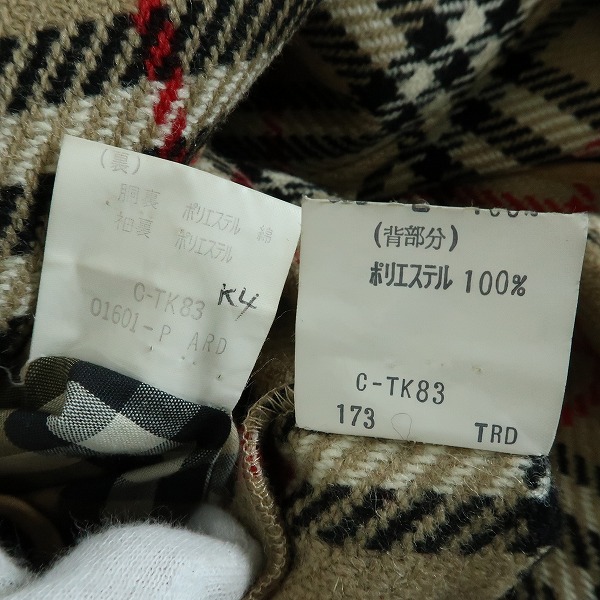 (裏)
胴裏 ポリエステル 綿
袖裏 ポリエステル
C-TK83 K4
01601-P ARD
100%
(背部分)
ポリエステル 100%
C-TK83
173 TRD